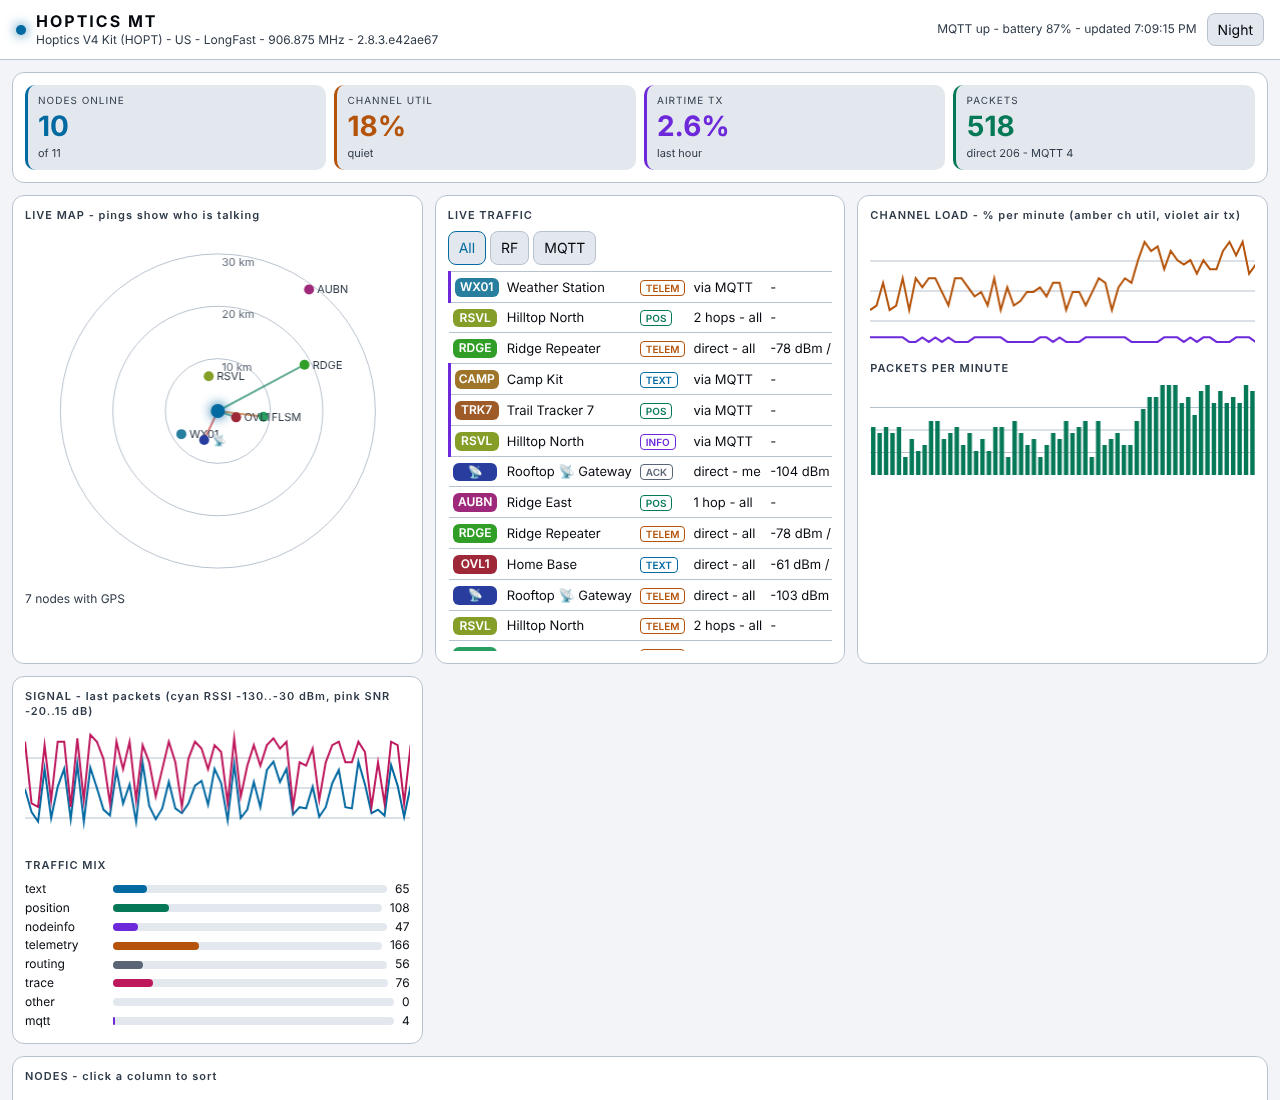 HOPTICS MT
Hoptics V4 Kit (HOPT) - US - LongFast - 906.875 MHz - 2.8.3.e42ae67
MQTT up - battery 87% - updated 7:09:15 PM
Night
NODES ONLINE
10
of 11
CHANNEL UTIL
18%
quiet
AIRTIME TX
2.6%
last hour
PACKETS
518
direct 206 - MQTT 4
LIVE MAP - pings show who is talking
30 km
AUBN
20 km
10 km
RDGE
RSVL
OVL1
FLSM
WX01
7 nodes with GPS
LIVE TRAFFIC
All RF MQTT
WX01 Weather Station TELEM via MQTT -
RSVL Hilltop North POS 2 hops - all -
RDGE Ridge Repeater TELEM direct - all -78 dBm /
CAMP Camp Kit TEXT via MQTT -
TRK7 Trail Tracker 7 POS via MQTT -
RSVL Hilltop North INFO via MQTT -
📡 Rooftop 📡 Gateway ACK direct - me -104 dBm
AUBN Ridge East POS 1 hop - all -
RDGE Ridge Repeater TELEM direct - all -78 dBm /
OVL1 Home Base TEXT direct - all -61 dBm /
📡 Rooftop 📡 Gateway TELEM direct - all -103 dBm
RSVL Hilltop North TELEM 2 hops - all -
CHANNEL LOAD - % per minute (amber ch util, violet air tx)
PACKETS PER MINUTE
SIGNAL - last packets (cyan RSSI -130..-30 dBm, pink SNR
-20..15 dB)
TRAFFIC MIX
text 65
position 108
nodeinfo 47
telemetry 166
routing 56
trace 76
other 0
mqtt 4
NODES - click a column to sort